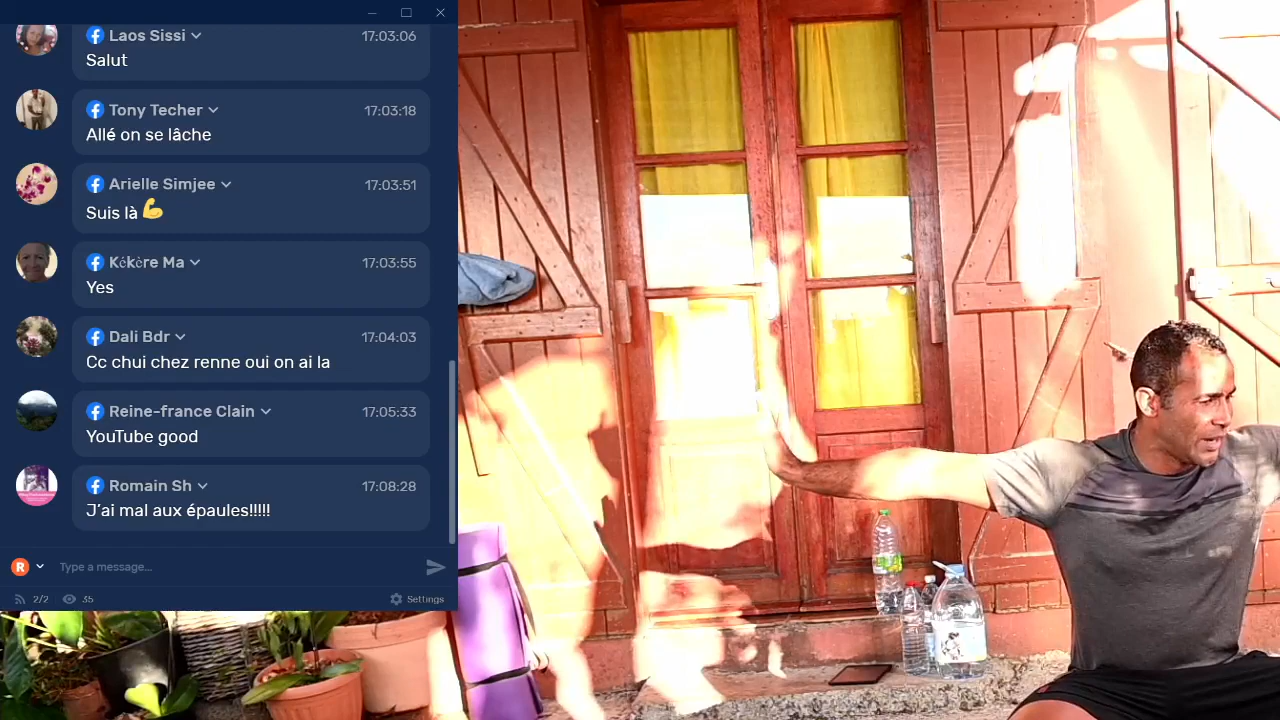 Laos Sissi 17:03:06
Salut
Tony Techer 17:03:18
Allé on se lâche
Arielle Simjee 17:03:51
Suis là 💪
Kékère Ma 17:03:55
Yes
Dali Bdr 17:04:03
Cc chui chez renne oui on ai la
Reine-france Clain 17:05:33
YouTube good
Romain Sh 17:08:28
J'ai mal aux épaules!!!!!
R Type a message...
2/2 35 Settings